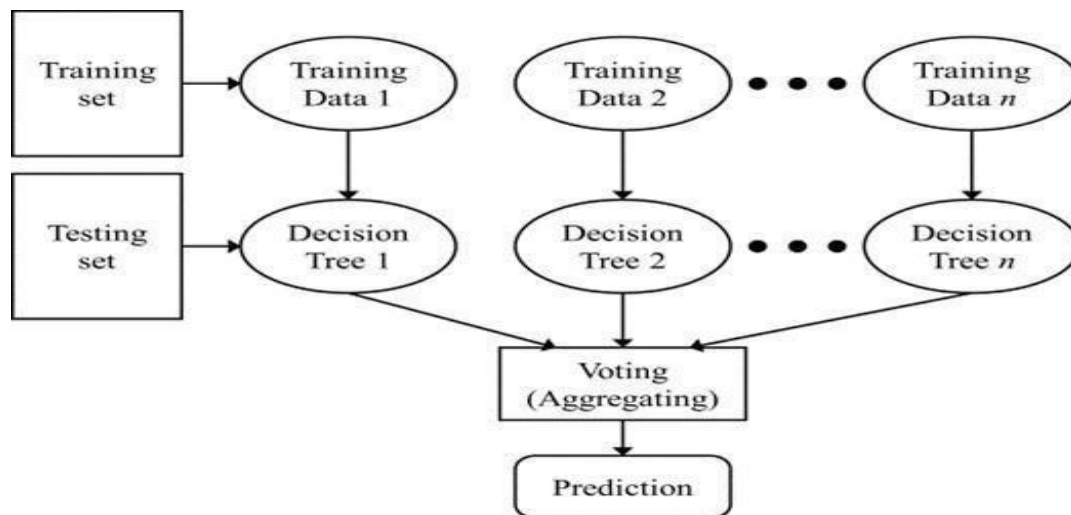 Training
set
Training
Data 1
Training
Data 2
Training
Data n
Testing
set
Decision
Tree 1
Decision
Tree 2
Decision
Tree n
Voting
(Aggregating)
Prediction